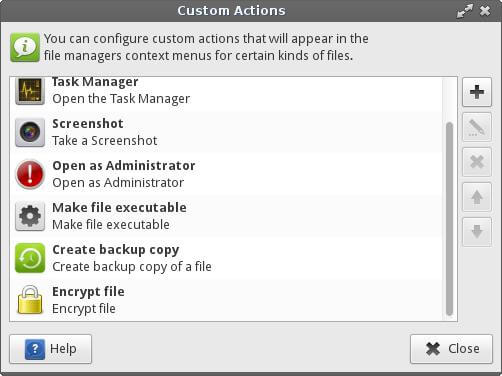 Custom Actions
You can configure custom actions that will appear in the
file managers context menus for certain kinds of files.
Task Manager
Open the Task Manager
Screenshot
Take a Screenshot
Open as Administrator
Open as Administrator
Make file executable
Make file executable
Create backup copy
Create backup copy of a file
Encrypt file
Encrypt file
Help
Close